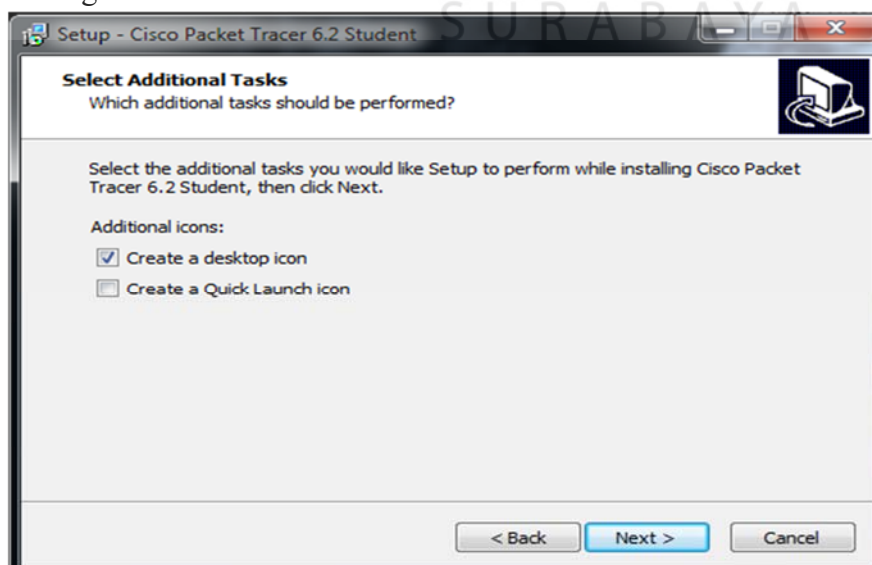 Setup - Cisco Packet Tracer 6.2 Student
SURABAYA
Select Additional Tasks
Which additional tasks should be performed?
Select the additional tasks you would like Setup to perform while installing Cisco Packet
Tracer 6.2 Student, then click Next.
Additional icons:
Create a desktop icon
Create a Quick Launch icon
< Back
Next >
Cancel